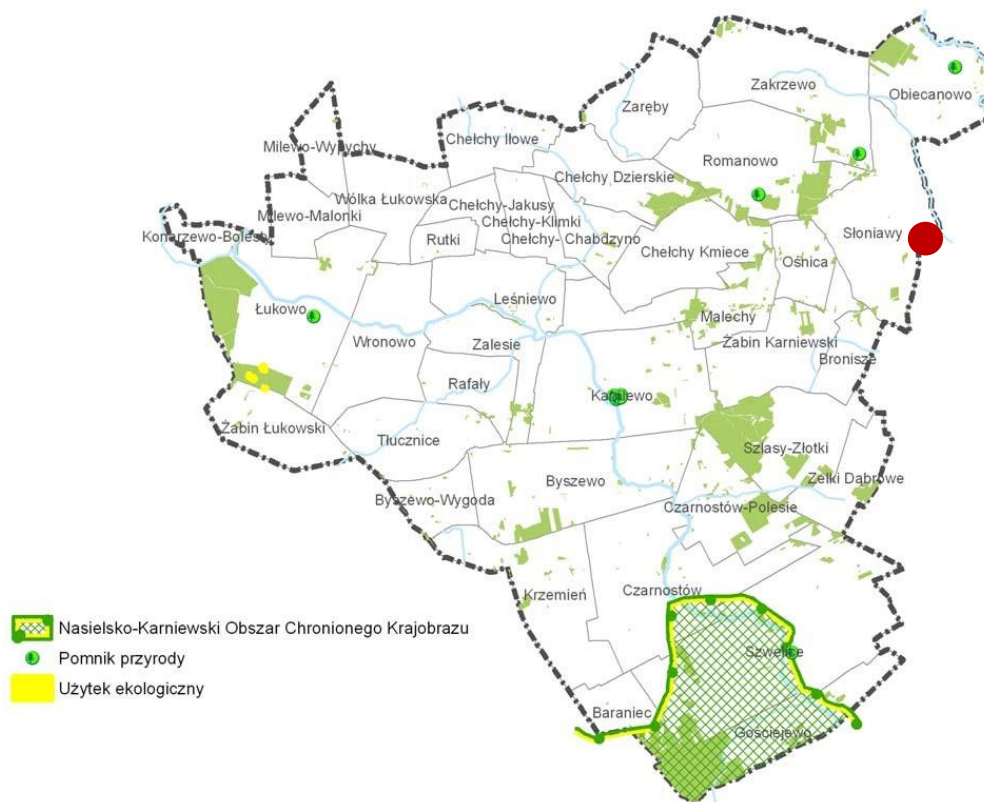 Zakrzewo
Obiecanowo
Zaręby
Chełchy Iłowe
Milewo-Wypychy
Romanowo
Chełchy Dzierskie
Wólka Łukowska
Chełchy-Jakusy
Milewo-Malonki
Chełchy-Klimki
Konarzewo-Bolesty
Rutki
Chełchy- Chabdzyno
Słoniawy
Chełchy Kmiece
Ośnica
Leśniewo
Łukowo
Malechy
Wronowo
Zalesie
Żabin Karniewski
Bronisze
Rafały
Karniewo
Żabin Łukowski
Tłucznice
Szlasy-Złotki
Byszewo
Zelki Dąbrowe
Byszewo-Wygoda
Czarnostów-Polesie
Krzemień
Czarnostów
Nasielsko-Karniewski Obszar Chronionego Krajobrazu
Szwelice
Pomnik przyrody
Użytek ekologiczny
Baraniec
Gościejewo